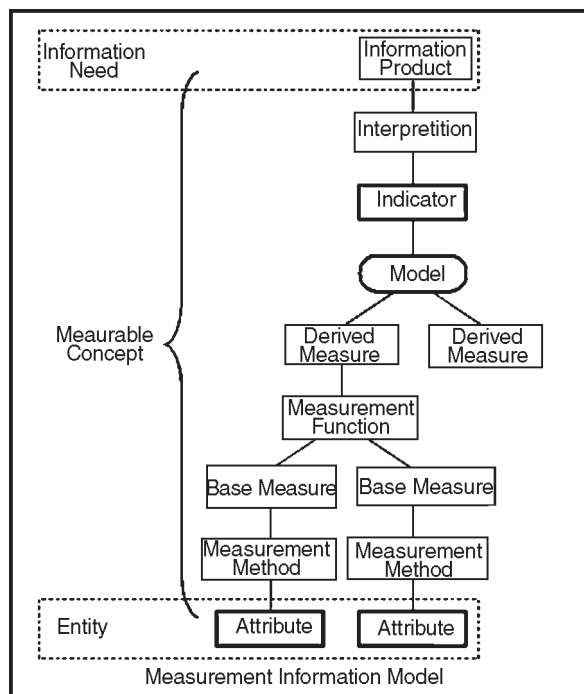 Information
Need
Information
Product
Interpretition
Indicator
Model
Meaurable
Concept
Derived
Measure
Derived
Measure
Measurement
Function
Base Measure
Base Measure
Measurement
Method
Measurement
Method
Entity
Attribute
Attribute
Measurement Information Model